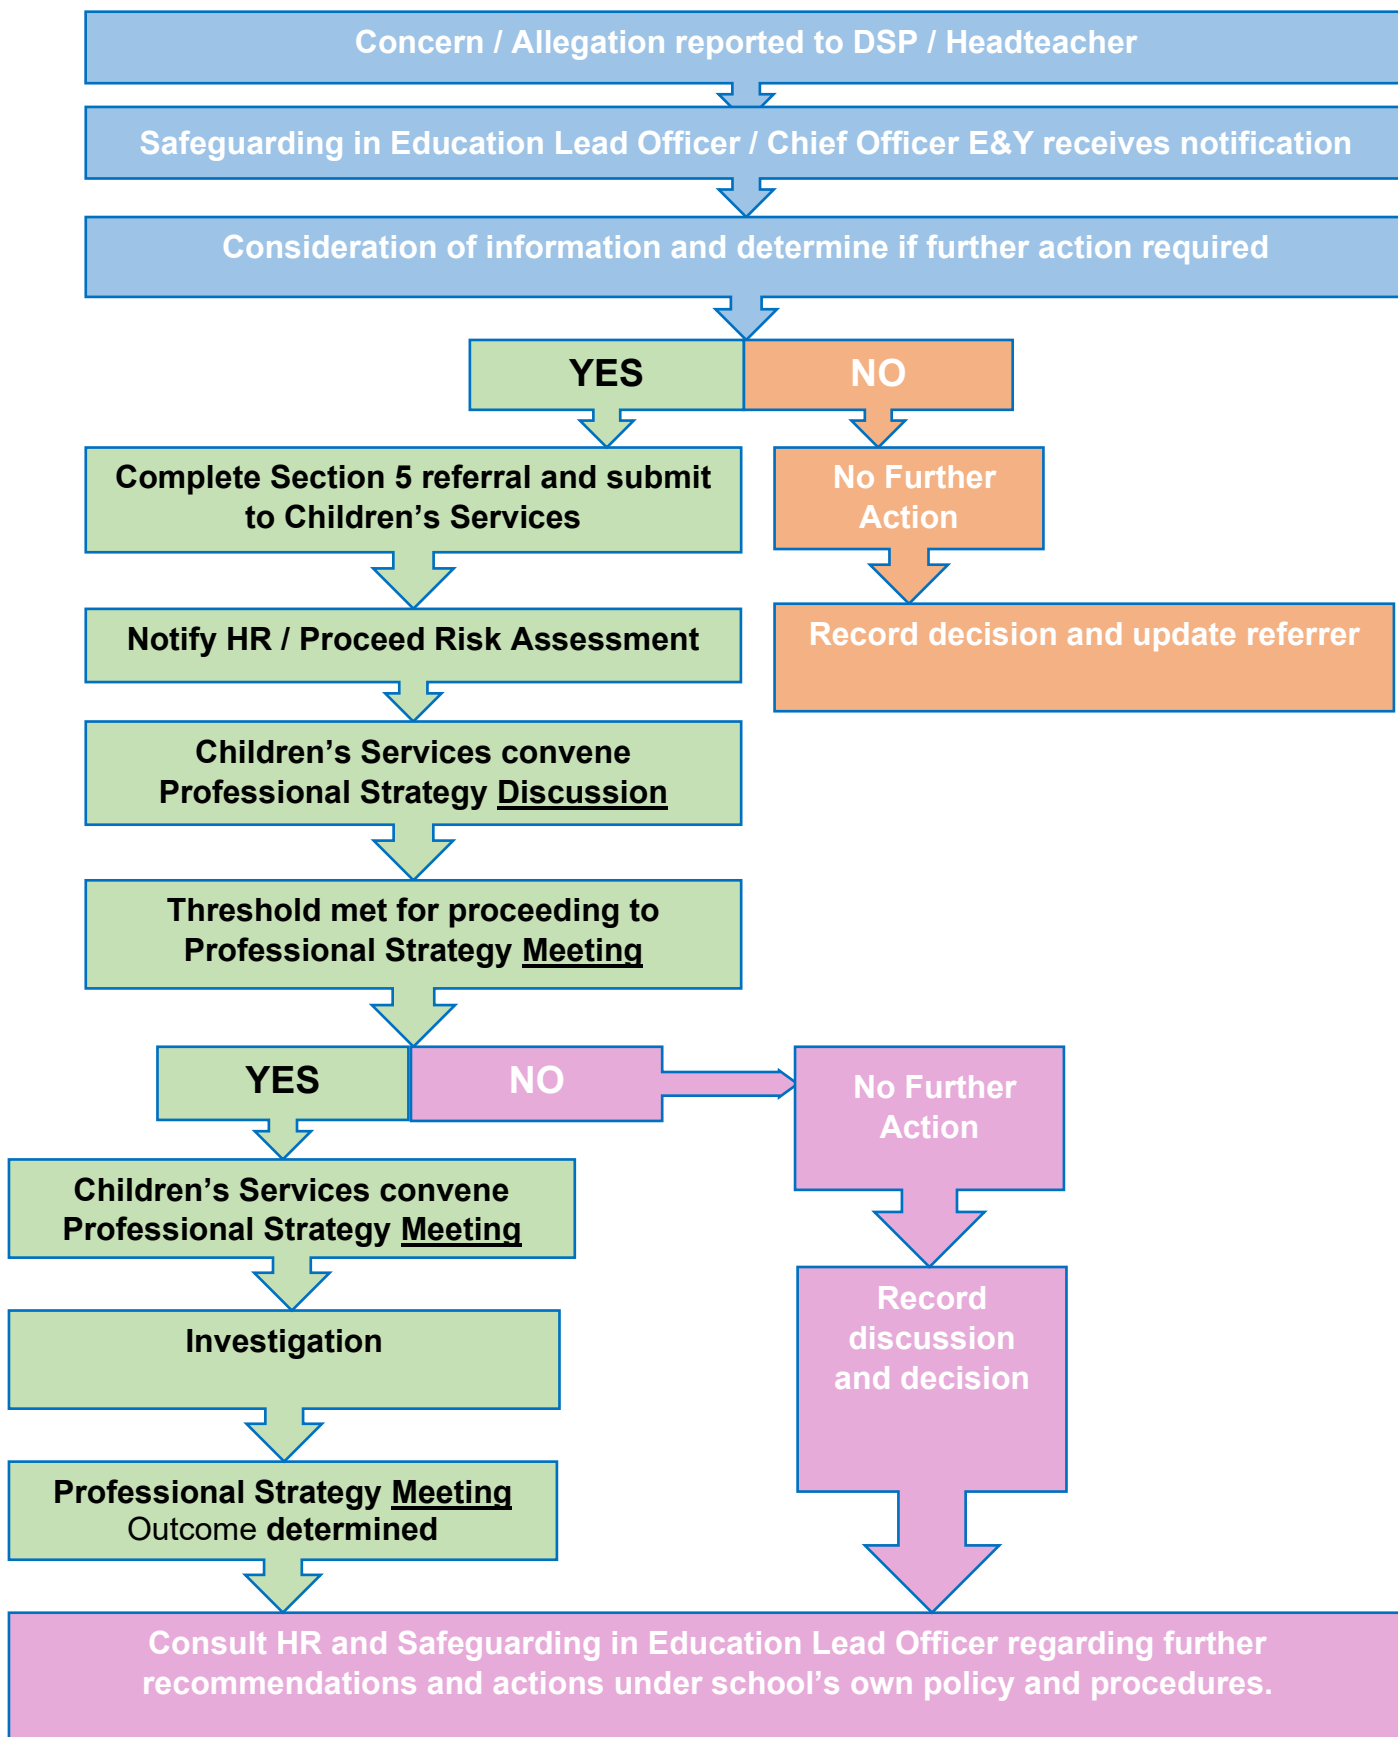 Concern / Allegation reported to DSP / Headteacher
Safeguarding in Education Lead Officer / Chief Officer E&Y receives notification
Consideration of information and determine if further action required
YES
NO
Complete Section 5 referral and submit
to Children’s Services
No Further
Action
Notify HR / Proceed Risk Assessment
Record decision and update referrer
Children’s Services convene
Professional Strategy Discussion
Threshold met for proceeding to
Professional Strategy Meeting
YES
NO
No Further
Action
Children’s Services convene
Professional Strategy Meeting
Record
discussion
and decision
Investigation
Professional Strategy Meeting
Outcome determined
Consult HR and Safeguarding in Education Lead Officer regarding further
recommendations and actions under school’s own policy and procedures.